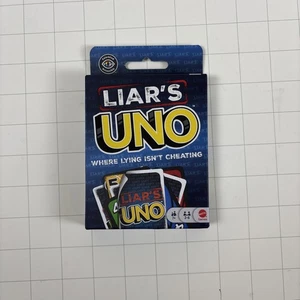 LIAR'S
UNO
WHERE LYING ISN'T CHEATING
LIAR'S
UNO